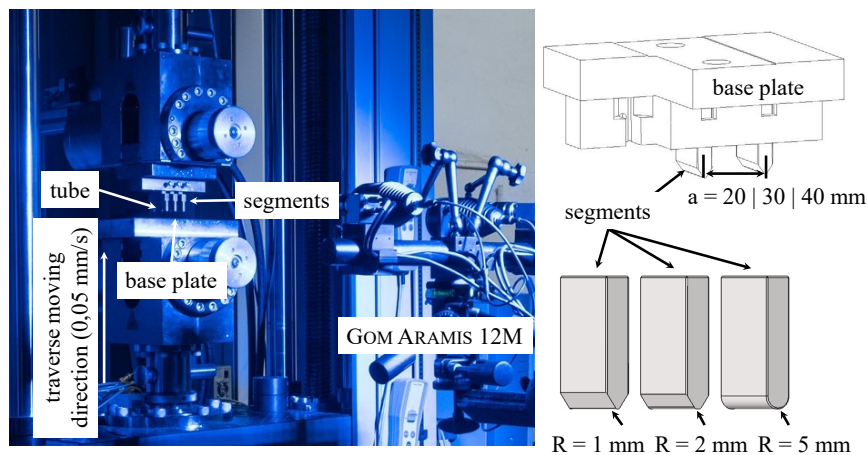 tube
segments
base plate
traverse moving
direction (0,05 mm/s)
GOM ARAMIS 12M
base plate
a = 20 | 30 | 40 mm
segments
R = 1 mm R = 2 mm R = 5 mm